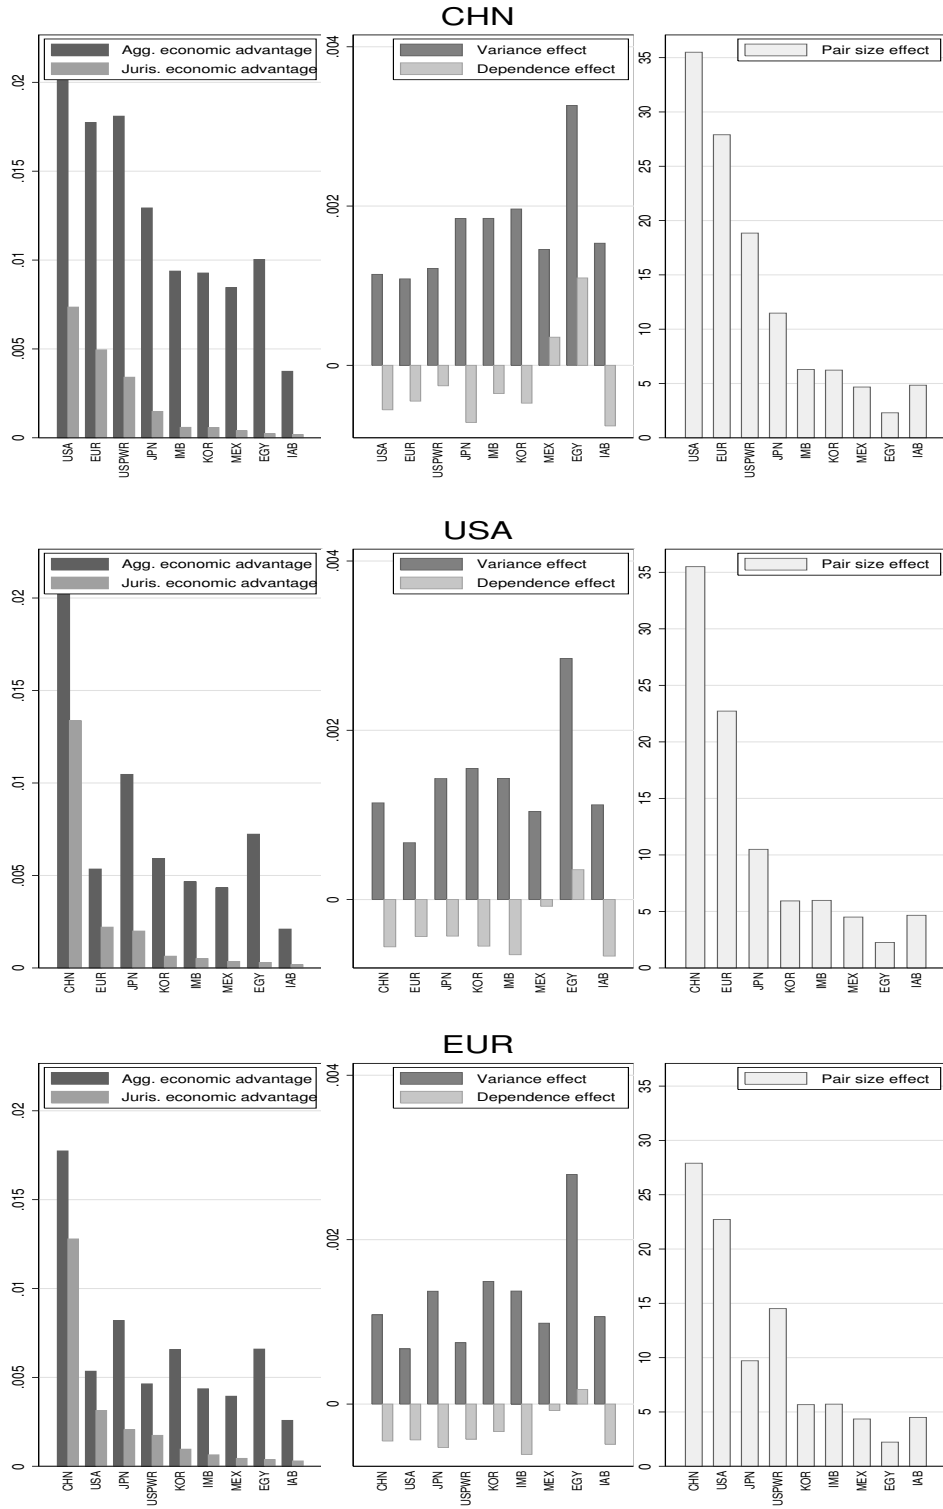 CHN
Agg. economic advantage
Juris. economic advantage
0 .005 .01 .015 .02
USA EUR USPWR JPN IMB KOR MEX EGY IAB
Variance effect
Dependence effect
0 .002 .004
USA EUR USPWR JPN IMB KOR MEX EGY IAB
Pair size effect
0 5 10 15 20 25 30 35
USA EUR USPWR JPN IMB KOR MEX EGY IAB
USA
Agg. economic advantage
Juris. economic advantage
0 .005 .01 .015 .02
CHN EUR JPN KOR IMB MEX EGY IAB
Variance effect
Dependence effect
0 .002 .004
CHN EUR JPN KOR IMB MEX EGY IAB
Pair size effect
0 5 10 15 20 25 30 35
CHN EUR JPN KOR IMB MEX EGY IAB
EUR
Agg. economic advantage
Juris. economic advantage
0 .005 .01 .015 .02
CHN USA JPN USPWR KOR IMB MEX EGY IAB
Variance effect
Dependence effect
0 .002 .004
CHN USA JPN USPWR KOR IMB MEX EGY IAB
Pair size effect
0 5 10 15 20 25 30 35
CHN USA JPN USPWR KOR IMB MEX EGY IAB